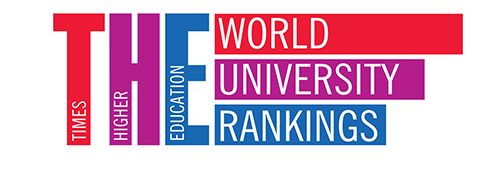 THE
TIMES
HIGHER
EDUCATION
WORLD
UNIVERSITY
RANKINGS